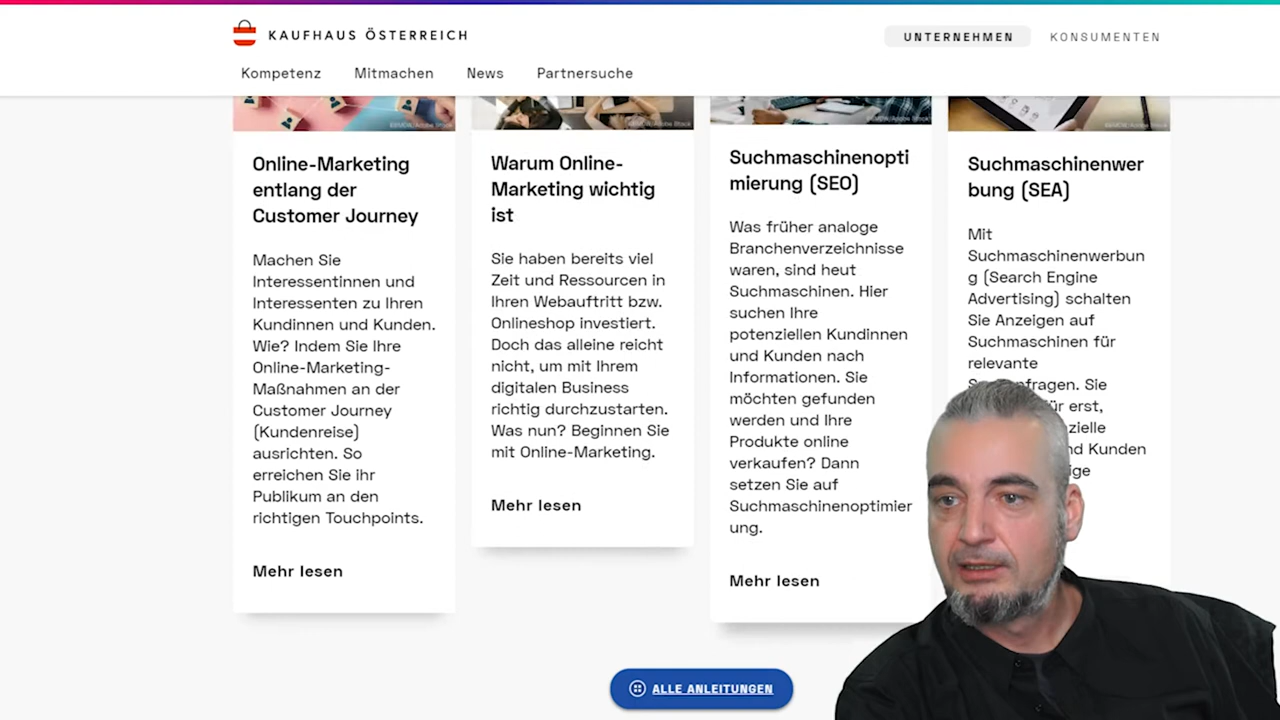 KAUFHAUS ÖSTERREICH
UNTERNEHMEN
KONSUMENTEN
Kompetenz
Mitmachen
News
Partnersuche
Online-Marketing
entlang der
Customer Journey
Machen Sie
Interessentinnen und
Interessenten zu Ihren
Kundinnen und Kunden.
Wie? Indem Sie Ihre
Online-Marketing-
Maßnahmen an der
Customer Journey
(Kundenreise)
ausrichten. So
erreichen Sie ihr
Publikum an den
richtigen Touchpoints.
Mehr lesen
Warum Online-
Marketing wichtig
ist
Sie haben bereits viel
Zeit und Ressourcen in
Ihren Webauftritt bzw.
Onlineshop investiert.
Doch das alleine reicht
nicht, um mit Ihrem
digitalen Business
richtig durchzustarten.
Was nun? Beginnen Sie
mit Online-Marketing.
Mehr lesen
Suchmaschinenopti
mierung (SEO)
Was früher analoge
Branchenverzeichnisse
waren, sind heut
Suchmaschinen. Hier
suchen Ihre
potenziellen Kundinnen
und Kunden nach
Informationen. Sie
möchten gefunden
werden und Ihre
Produkte online
verkaufen? Dann
setzen Sie auf
Suchmaschinenoptimier
ung.
Mehr lesen
Suchmaschinenwer
bung (SEA)
Mit
Suchmaschinenwerbun
g (Search Engine
Advertising) schalten
Sie Anzeigen auf
Suchmaschinen für
relevante
Sie
für erst,
Kunden
ALLE ANLEITUNGEN